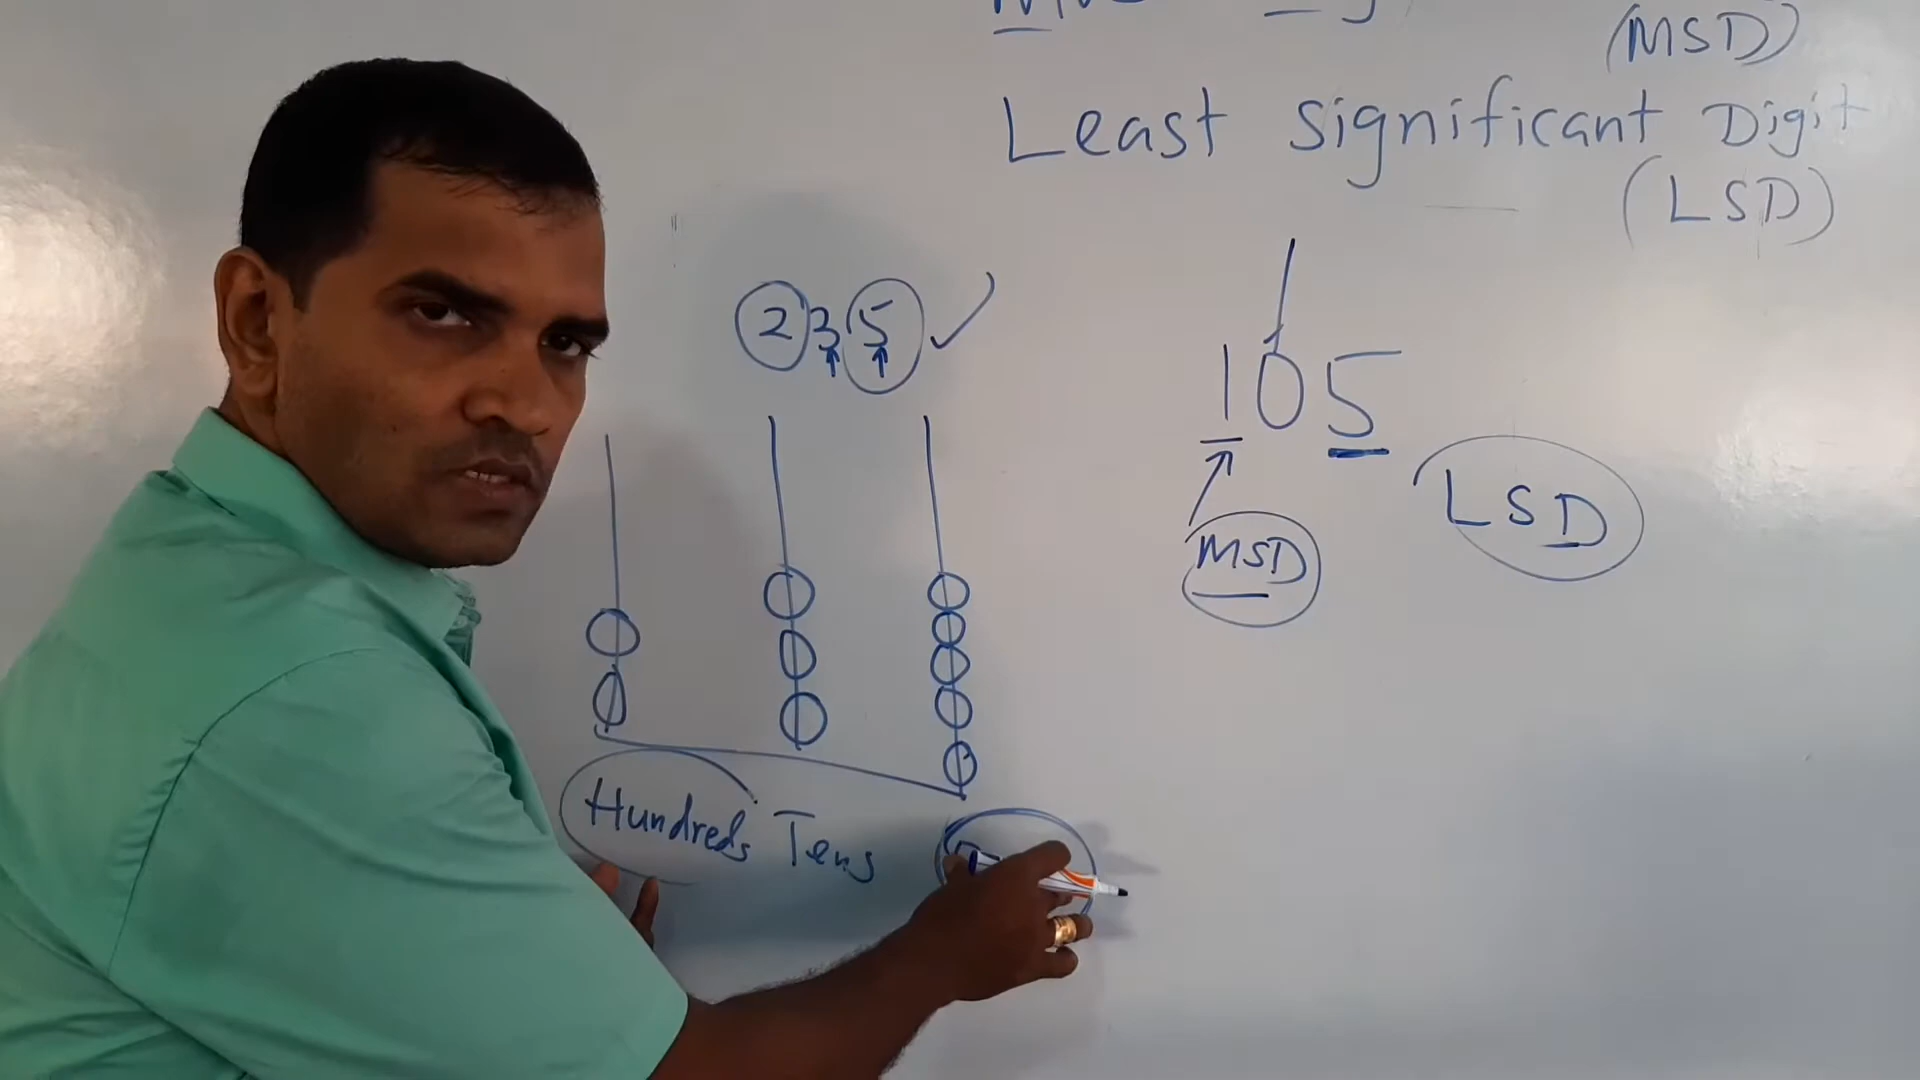 (MSD)
Least significant Digit
(LSD)
235
105
LSD
MSD
Hundreds Tens